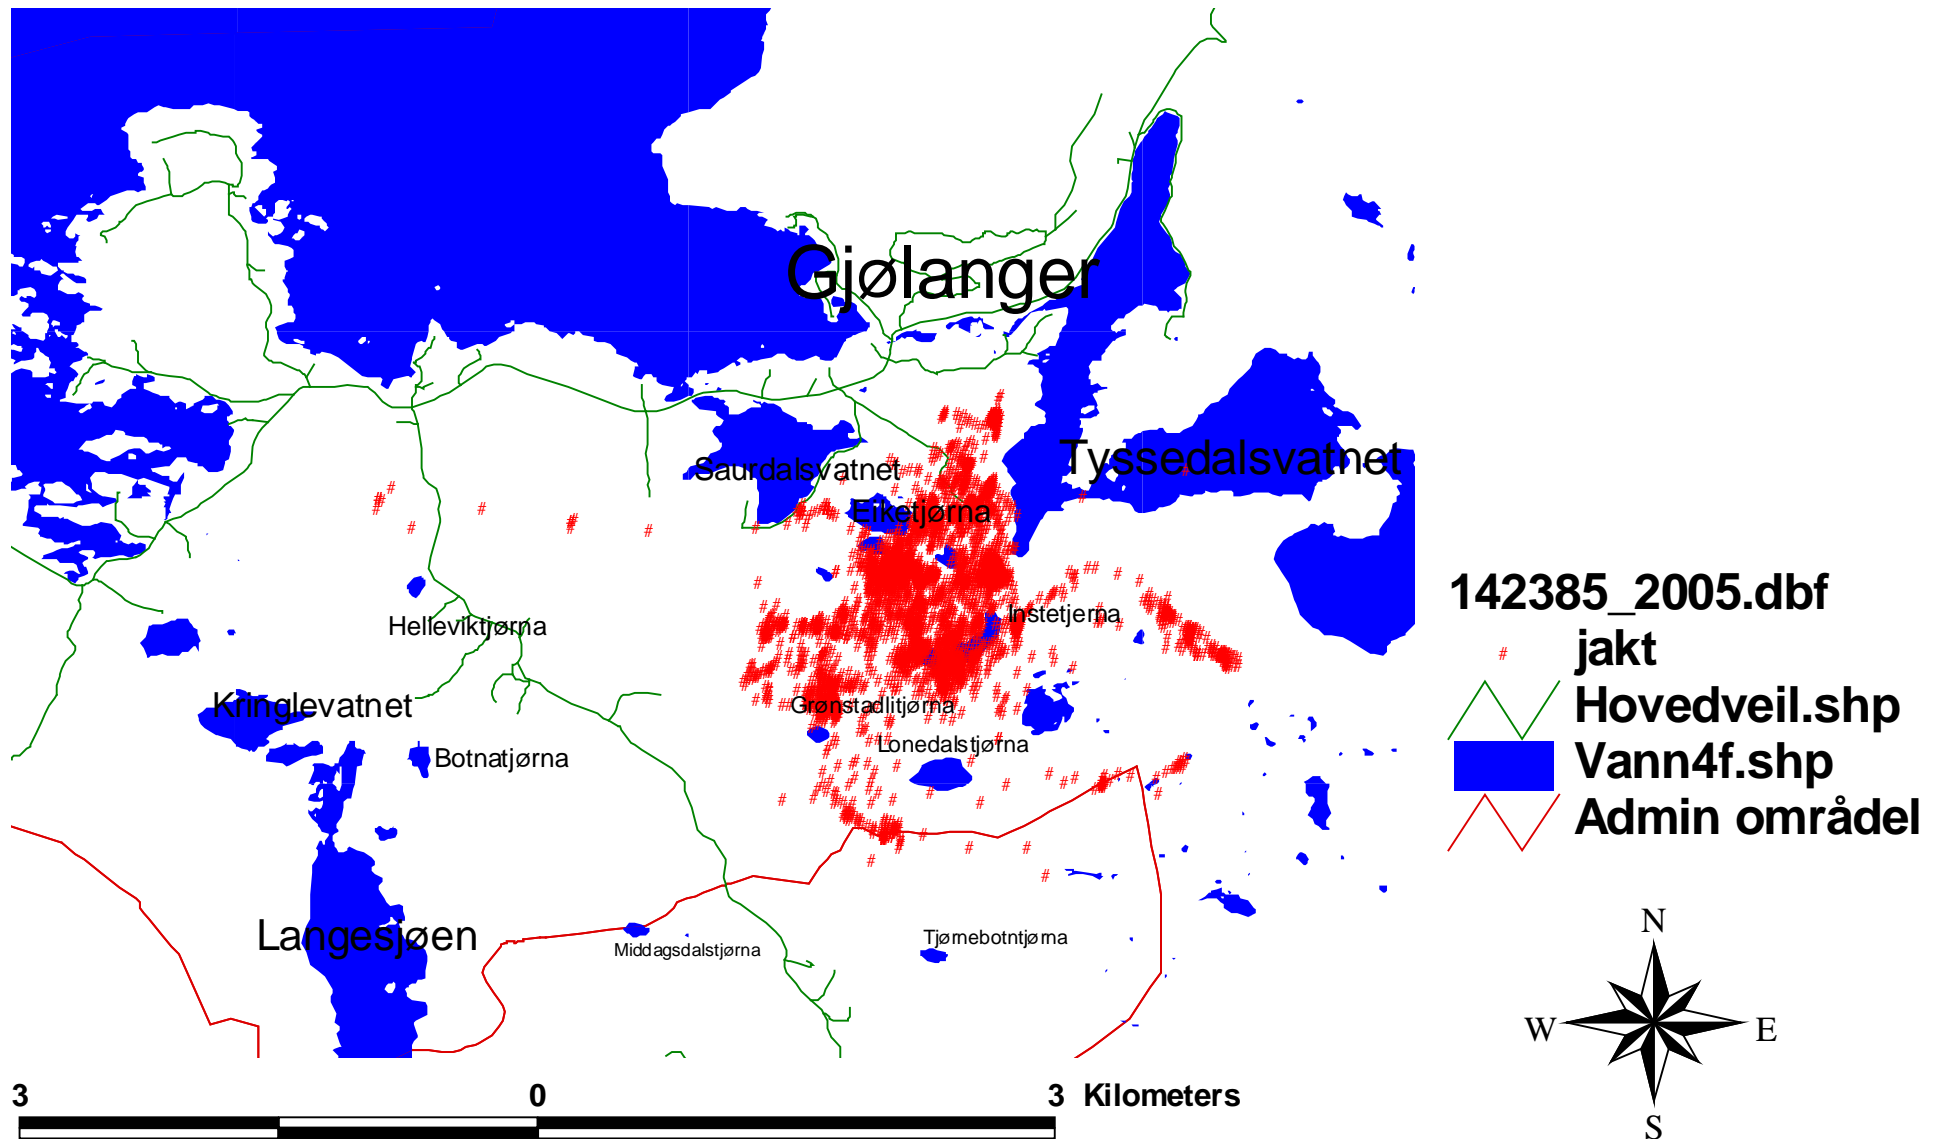 Gjølanger
Tyssedalsvatnet
Saurdalsvatnet
Eiketjørna
Instetjerna
Helleviktjørna
Kringlevatnet
Grønstadlitjørna
Lonedalstjørna
Botnatjørna
Langesjøen
Middagsdalstjørna
Tjørnebotntjørna
142385_2005.dbf
# jakt
Hovedveil.shp
Vann4f.shp
Admin områdel
N
W E
S
3 0 3 Kilometers